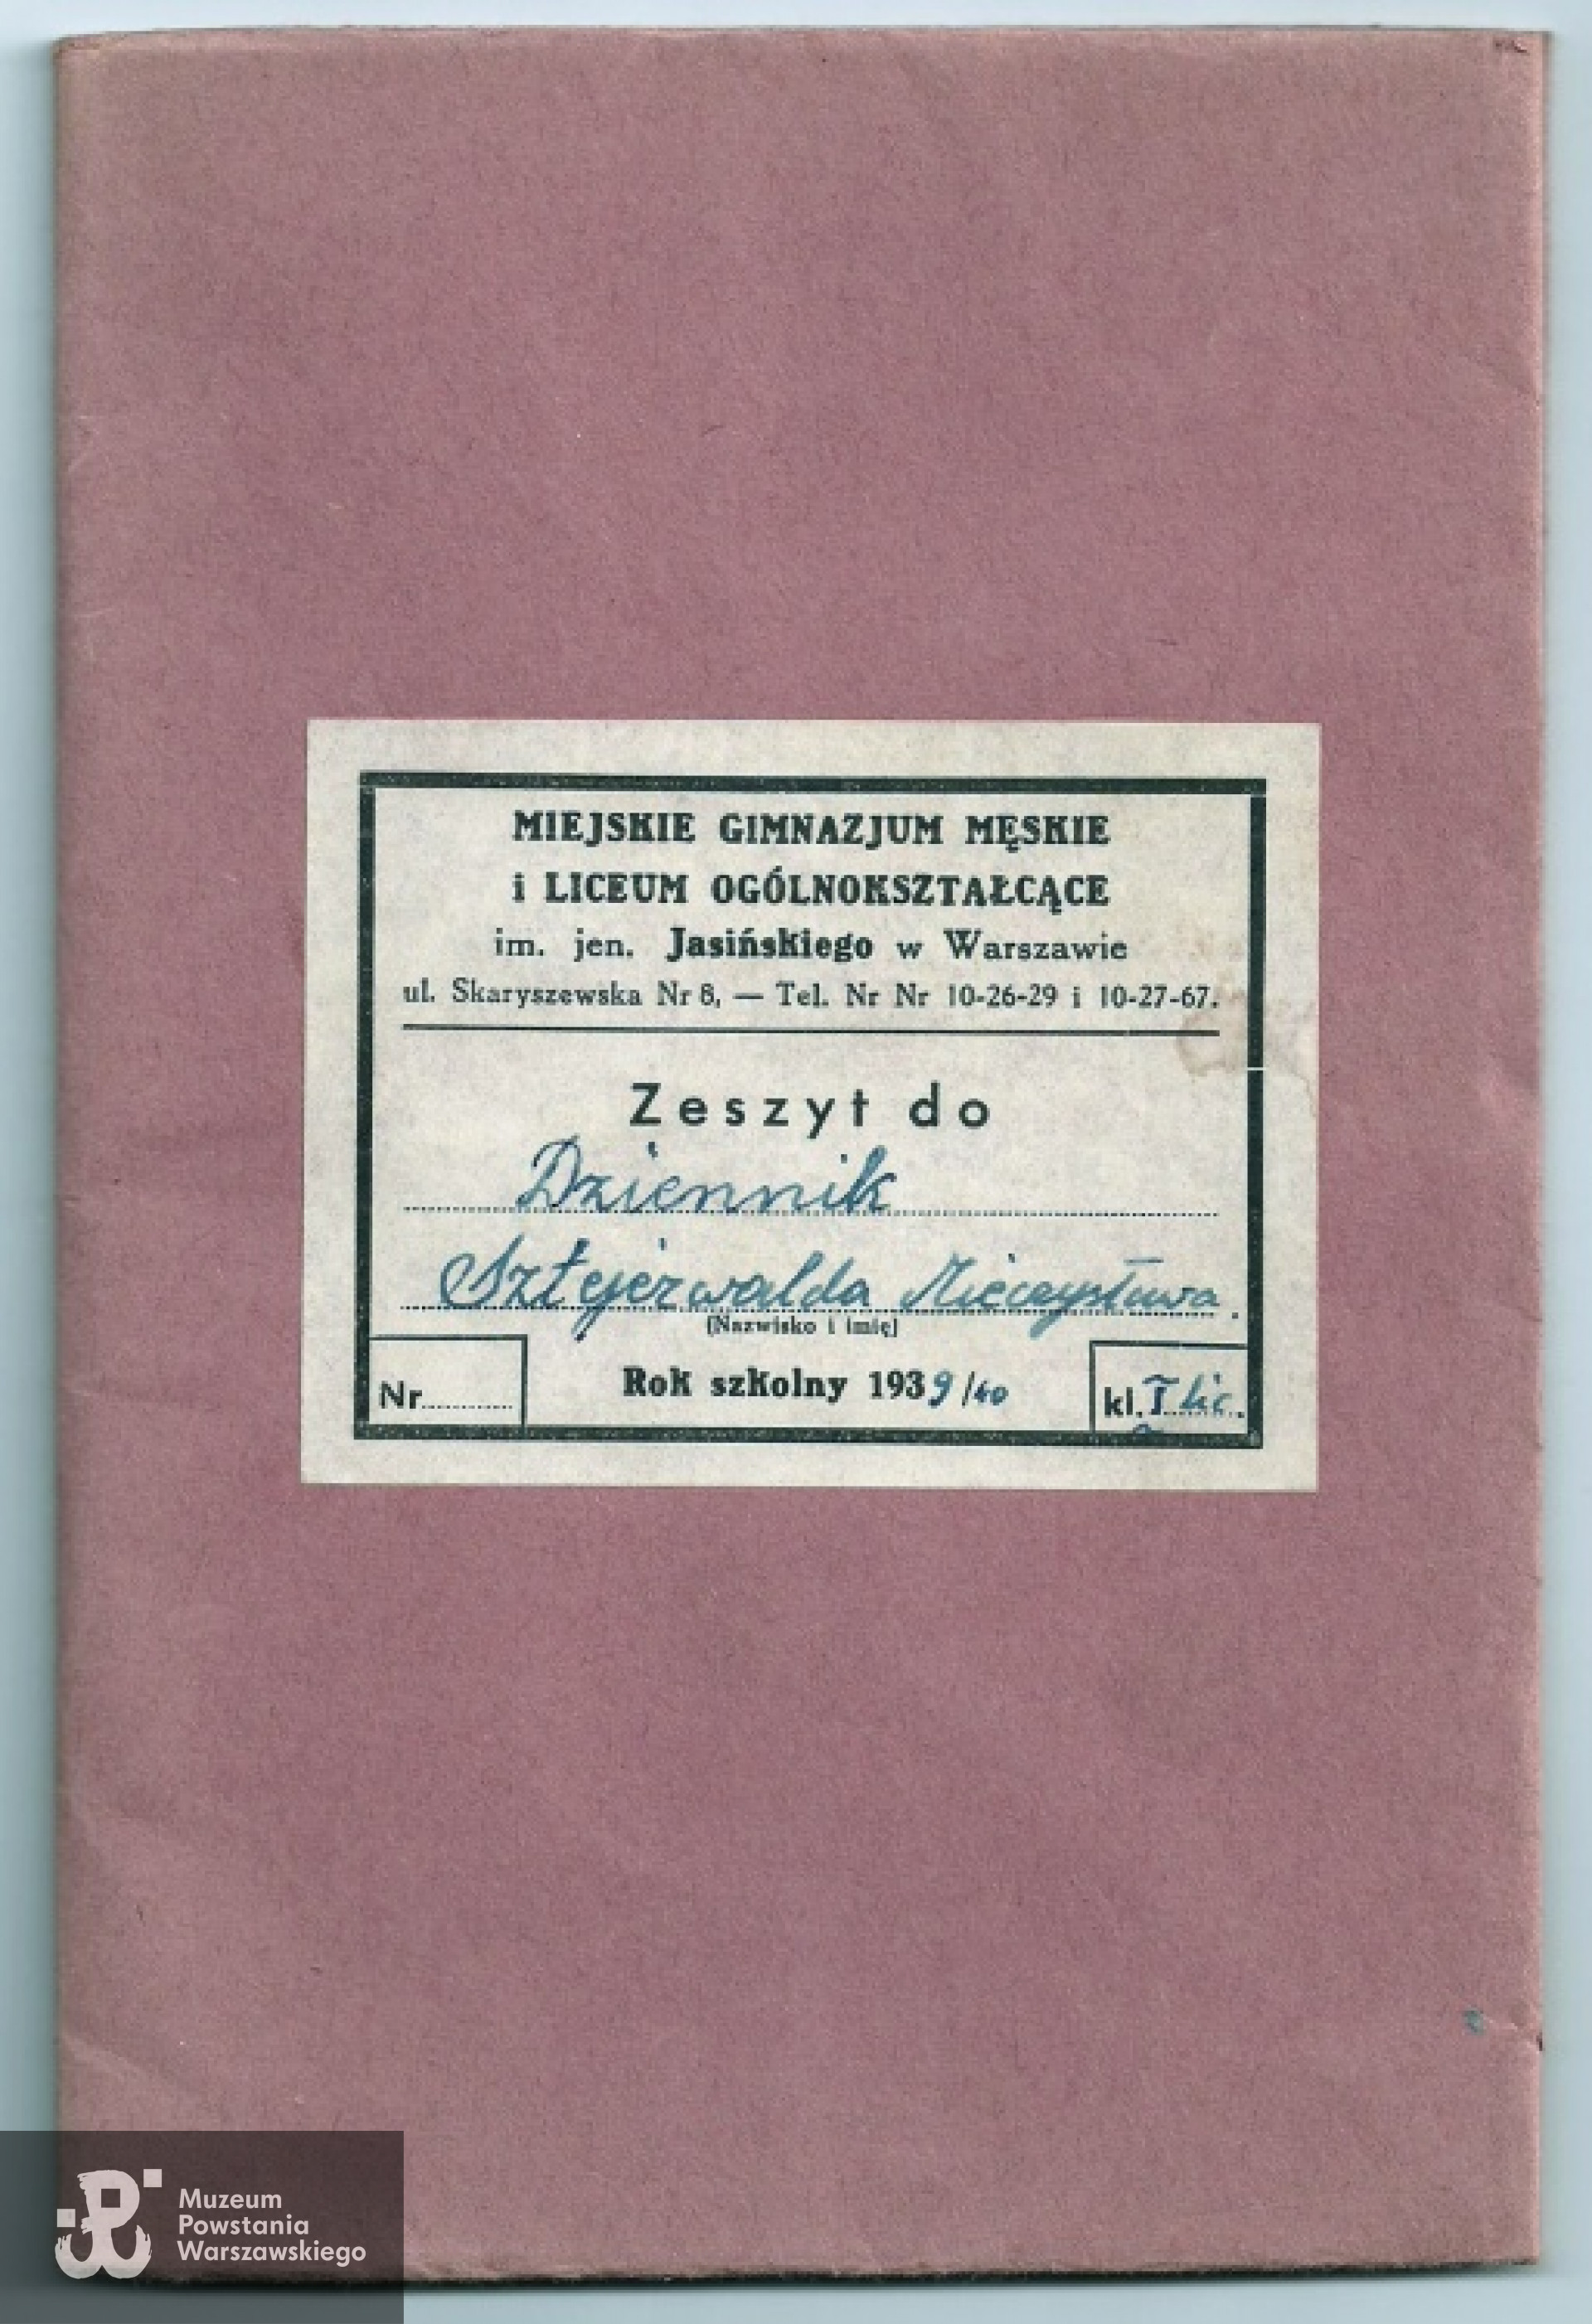 MIEJSKIE GIMNAZJUM MĘSKIE
i LICEUM OGÓLNOKSZTAŁCĄCE
im. jen. Jasińskiego w Warszawie
ul. Skaryszewska Nr 8, — Tel. Nr Nr 10-26-29 i 10-27-67.
Zeszyt do
Dziennik
Sztejerwalda Mieczysława.
(Nazwisko i imię)
Nr
Rok szkolny 1939/40
kl. I lic.
Muzeum
Powstania
Warszawskiego